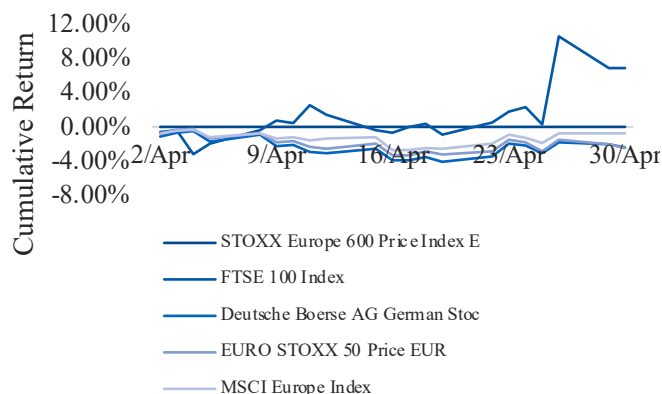 12.00%
8.00%
4.00%
0.00%
-4.00%
-8.00%
Cumulative Return
2/Apr 9/Apr 16/Apr 23/Apr 30/Apr
STOXX Europe 600 Price Index E
FTSE 100 Index
Deutsche Boerse AG German Stoc
EURO STOXX 50 Price EUR
MSCI Europe Index